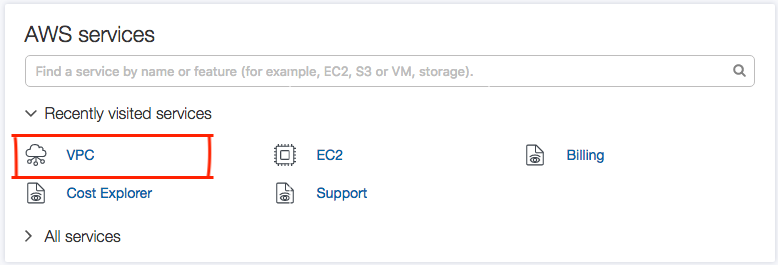 AWS services
Find a service by name or feature (for example, EC2, S3 or VM, storage).
Recently visited services
VPC EC2 Billing
Cost Explorer Support
All services